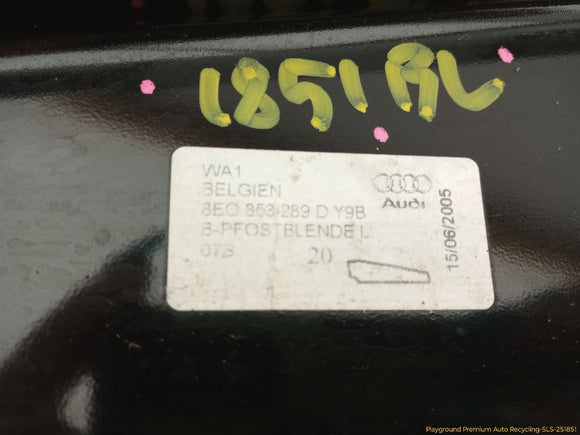 1851RL
WA1
BELGIEN
8E0 853 289 D Y9B
B-PFOSTBLENDE L
07S 20
Audi
15/06/2005
Playground Premium Auto Recycling-SLS-251851